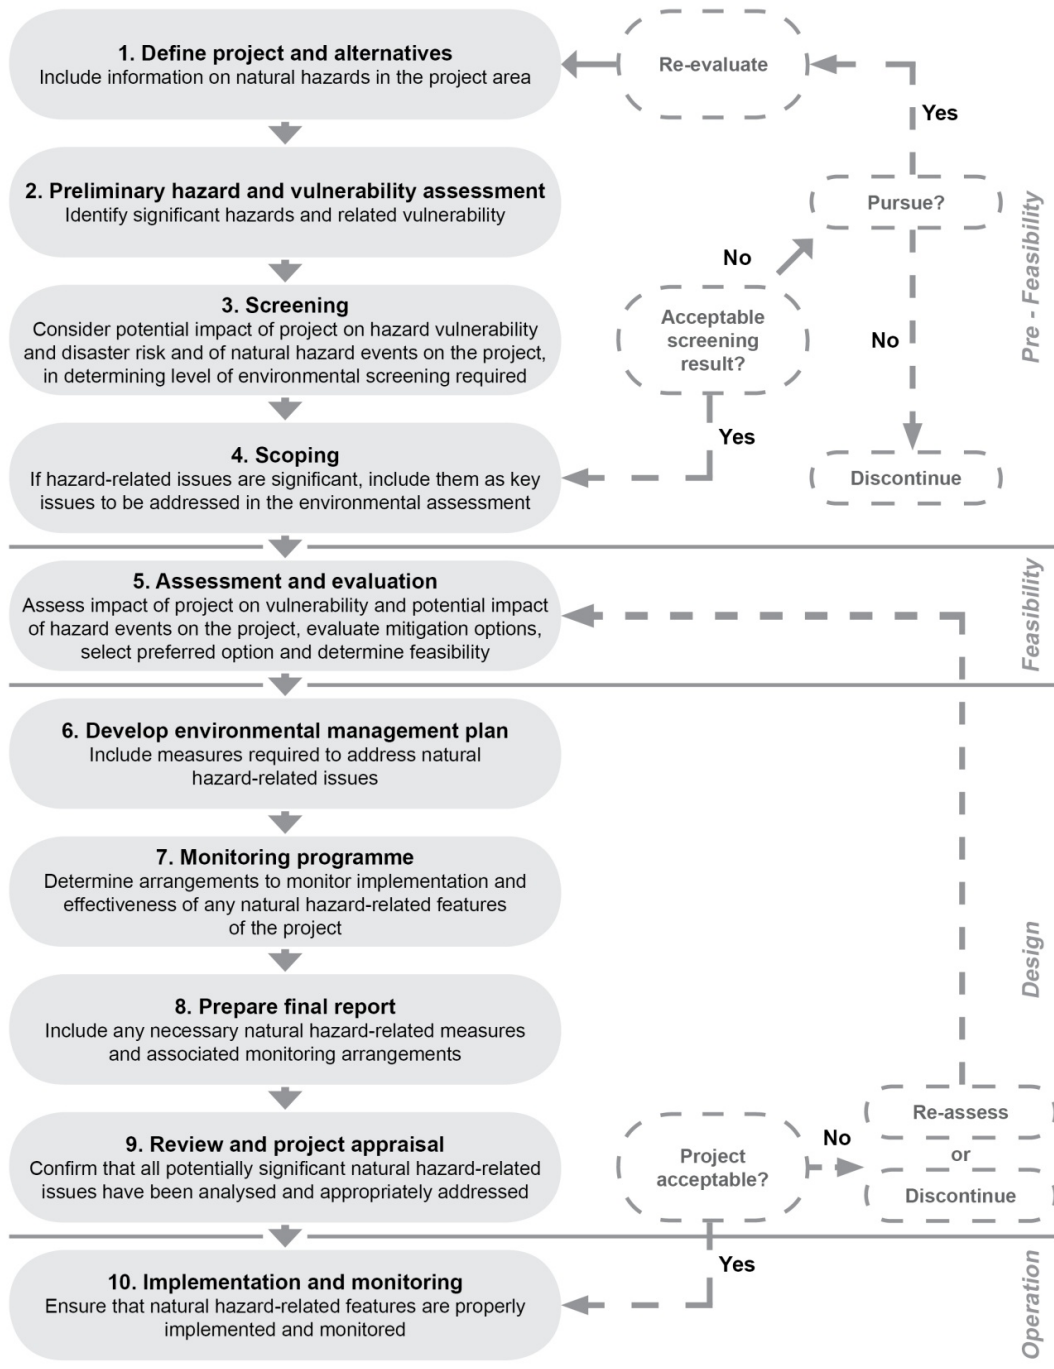 1. Define project and alternatives
Include information on natural hazards in the project area
Re-evaluate
Yes
2. Preliminary hazard and vulnerability assessment
Identify significant hazards and related vulnerability
Pursue?
No
3. Screening
Consider potential impact of project on hazard vulnerability
and disaster risk and of natural hazard events on the project,
in determining level of environmental screening required
Acceptable
screening
result?
No
Yes
4. Scoping
If hazard-related issues are significant, include them as key
issues to be addressed in the environmental assessment
Discontinue
Pre - Feasibility
5. Assessment and evaluation
Assess impact of project on vulnerability and potential impact
of hazard events on the project, evaluate mitigation options,
select preferred option and determine feasibility
Feasibility
6. Develop environmental management plan
Include measures required to address natural
hazard-related issues
7. Monitoring programme
Determine arrangements to monitor implementation and
effectiveness of any natural hazard-related features
of the project
8. Prepare final report
Include any necessary natural hazard-related measures
and associated monitoring arrangements
Design
9. Review and project appraisal
Confirm that all potentially significant natural hazard-related
issues have been analysed and appropriately addressed
Project
acceptable?
No
Re-assess
or
Discontinue
Yes
10. Implementation and monitoring
Ensure that natural hazard-related features are properly
implemented and monitored
Operation